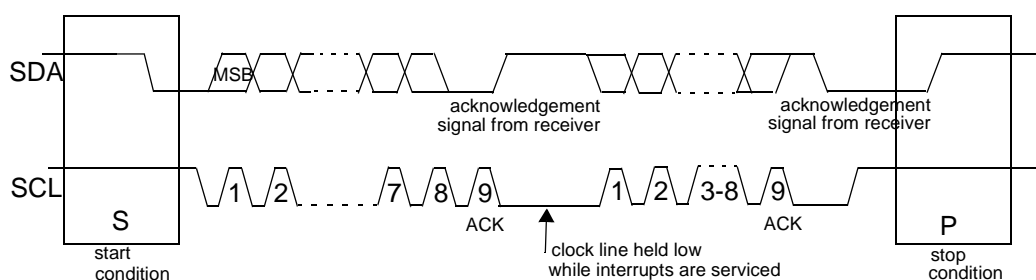 SDA
MSB
acknowledgement
signal from receiver
acknowledgement
signal from receiver
SCL
1 2 7 8 9 1 2 3-8 9
ACK
ACK
S
P
start
condition
clock line held low
while interrupts are serviced
stop
condition